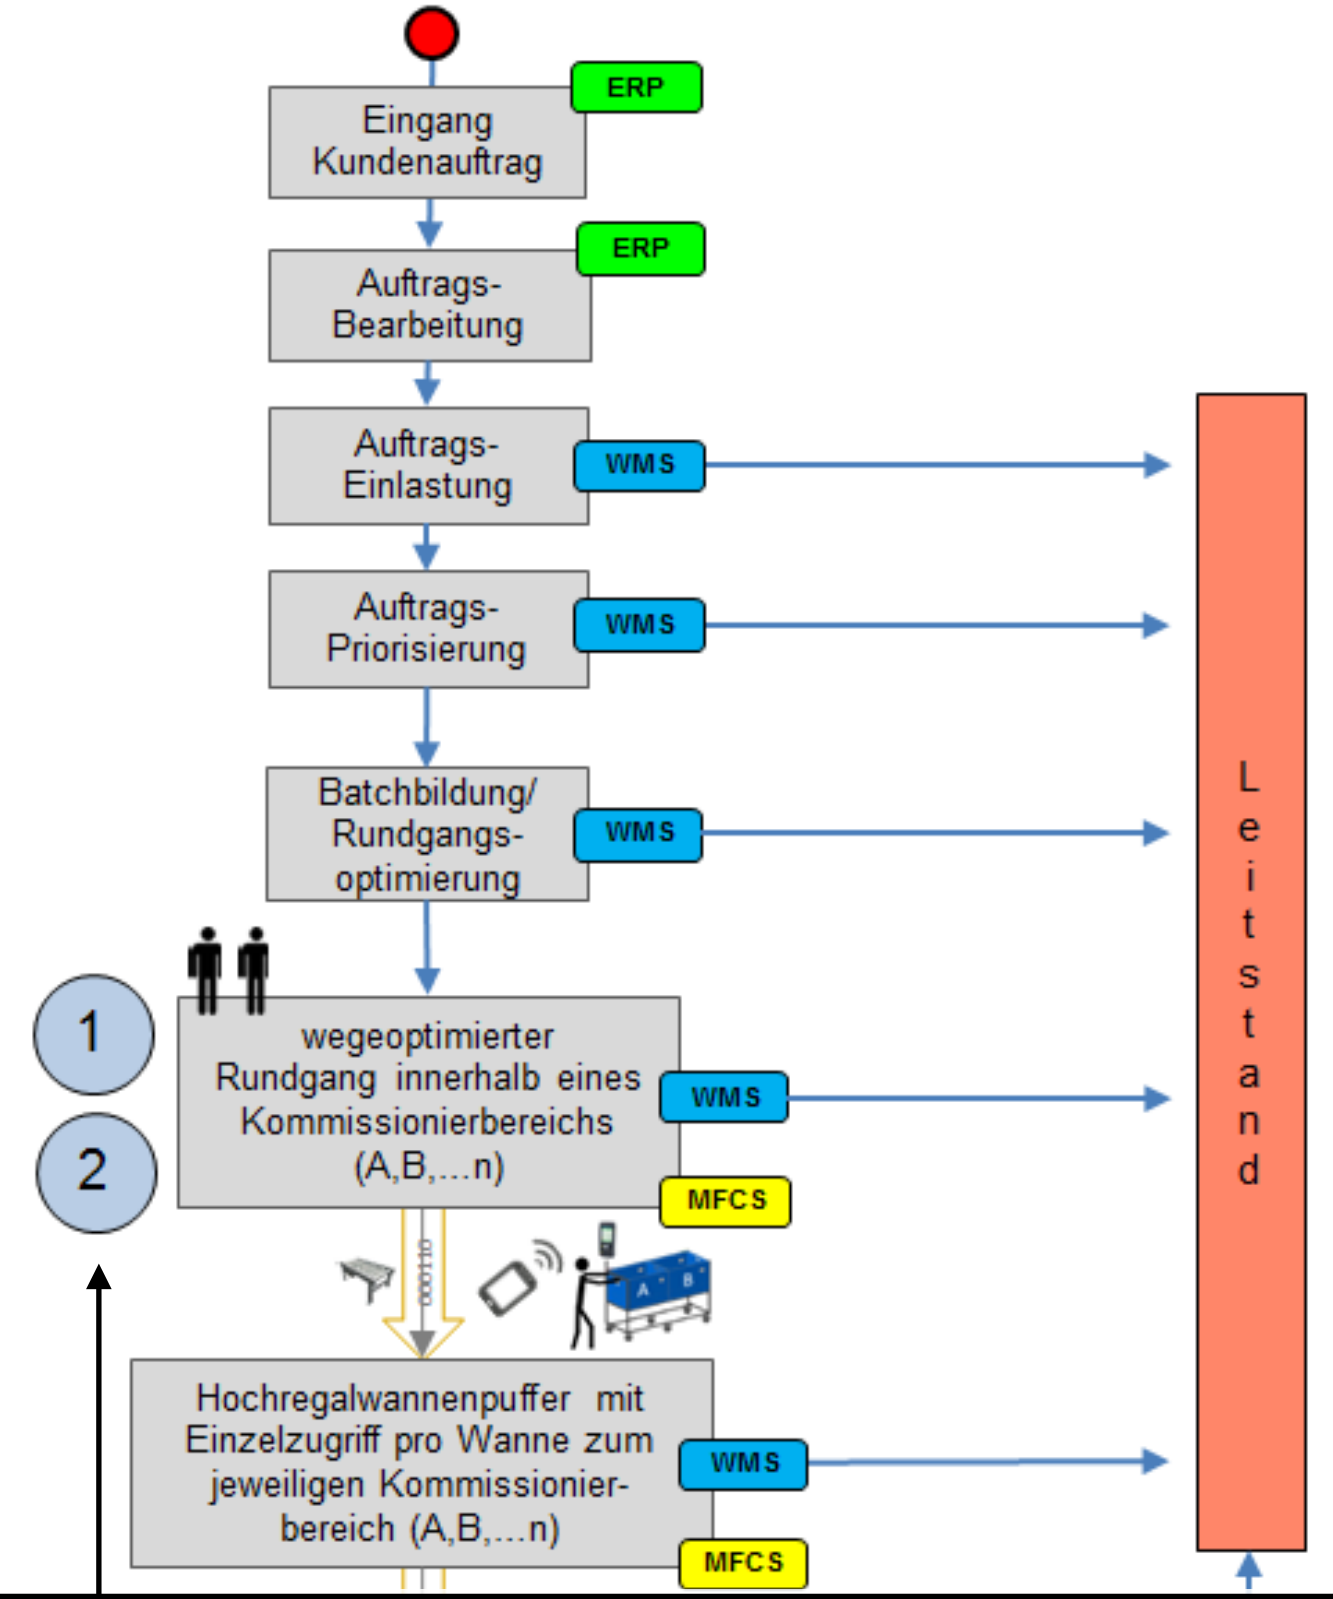 ERP
Eingang
Kundenauftrag
ERP
Auftrags-
Bearbeitung
Auftrags-
Einlastung
WMS
Auftrags-
Priorisierung
WMS
Batchbildung/
Rundgangs-
optimierung
WMS
1
2
wegeoptimierter
Rundgang innerhalb eines
Kommissionierbereichs
(A,B,...n)
WMS
MFCS
000110
A
B
Hochregalwannenpuffer mit
Einzelzugriff pro Wanne zum
jeweiligen Kommissionier-
bereich (A,B,...n)
WMS
MFCS
L
e
i
t
s
t
a
n
d